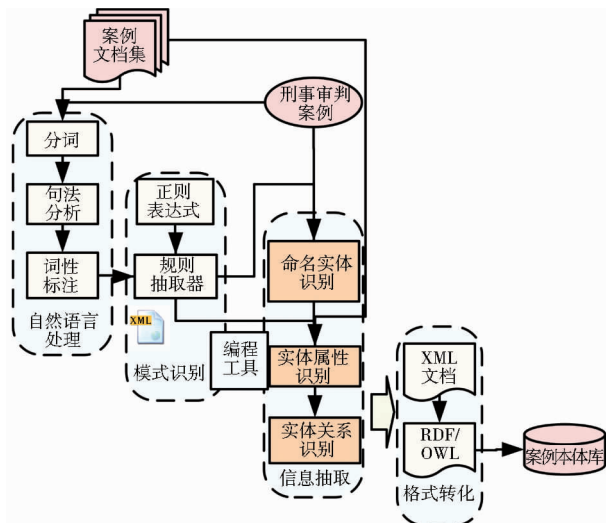 案例
文档集
刑事审判
案例
分词
句法
分析
词性
标注
自然语言
处理
正则
表达式
规则
抽取器
XML
模式识别
编程
工具
命名实体
识别
实体属性
识别
实体关系
识别
信息抽取
XML
文档
RDF/
OWL
格式转化
案例本体库